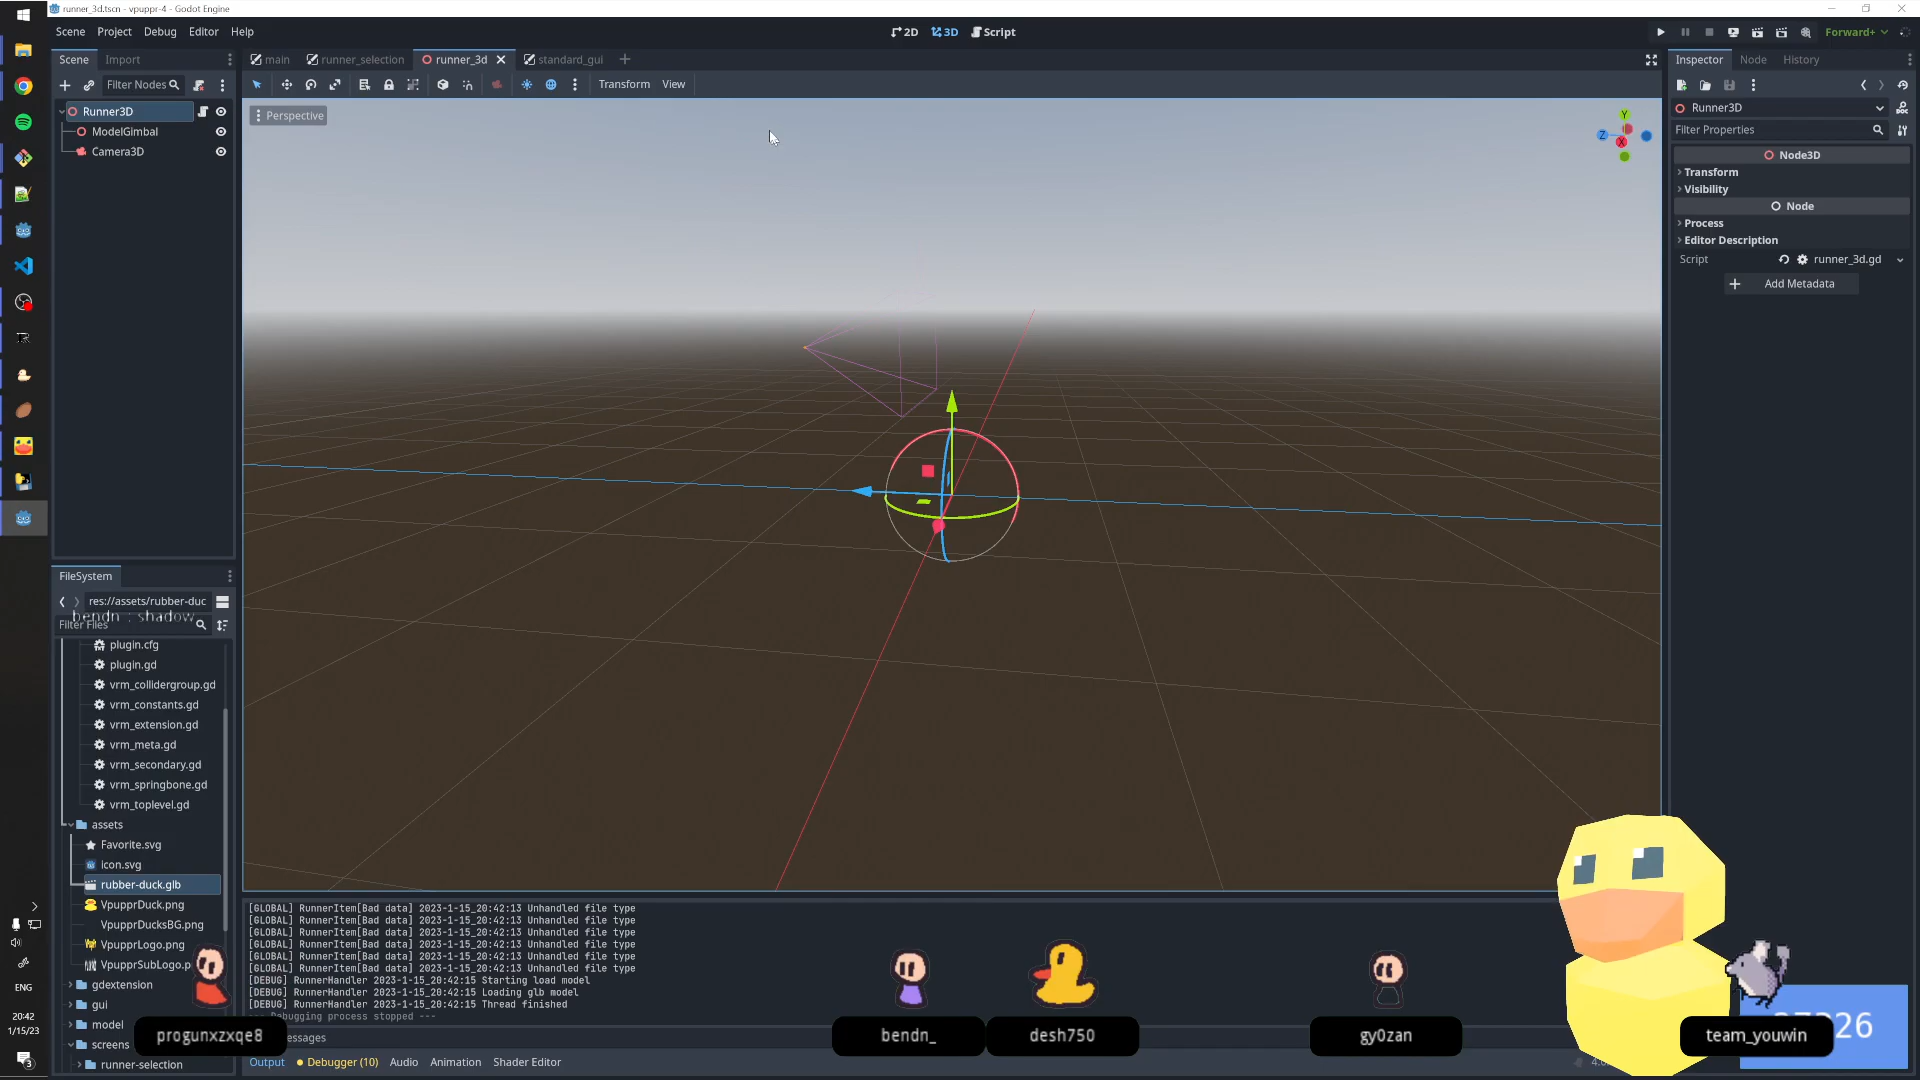 runner_3d.tscn - vpuppr-4 - Godot Engine
Scene Project Debug Editor Help
2D 3D Script
Forward+
Scene Import
main runner_selection runner_3d standard_gui
Inspector Node History
Filter Nodes
Transform View
Runner3D
ModelGimbal
Camera3D
Perspective
Y
Z
X
Runner3D
Filter Properties
Node3D
Transform
Visibility
Node
Process
Editor Description
Script runner_3d.gd
Add Metadata
FileSystem
res://assets/rubber-duc
bendn : shadow
Filter Files
plugin.cfg
plugin.gd
vrm_collidergroup.gd
vrm_constants.gd
vrm_extension.gd
vrm_meta.gd
vrm_secondary.gd
vrm_springbone.gd
vrm_toplevel.gd
assets
Favorite.svg
icon.svg
rubber-duck.glb
VpupprDuck.png
VpupprDucksBG.png
VpupprLogo.png
VpupprSubLogo.p
gdextension
gui
model
screens
runner-selection
[GLOBAL] RunnerItem[Bad data] 2023-1-15_20:42:13 Unhandled file type
[GLOBAL] RunnerItem[Bad data] 2023-1-15_20:42:13 Unhandled file type
[GLOBAL] RunnerItem[Bad data] 2023-1-15_20:42:13 Unhandled file type
[GLOBAL] RunnerItem[Bad data] 2023-1-15_20:42:13 Unhandled file type
[GLOBAL] RunnerItem[Bad data] 2023-1-15_20:42:13 Unhandled file type
[GLOBAL] RunnerItem[Bad data] 2023-1-15_20:42:13 Unhandled file type
[DEBUG] RunnerHandler 2023-1-15_20:42:15 Starting load model
[DEBUG] RunnerHandler 2023-1-15_20:42:15 Loading glb model
[DEBUG] RunnerHandler 2023-1-15_20:42:15 Thread finished
--- Debugging process stopped ---
essages
Output Debugger (10) Audio Animation Shader Editor
ENG
20:42
1/15/23
3
progunxzxqe8
bendn_
desh750
gy0zan
team_youwin
26